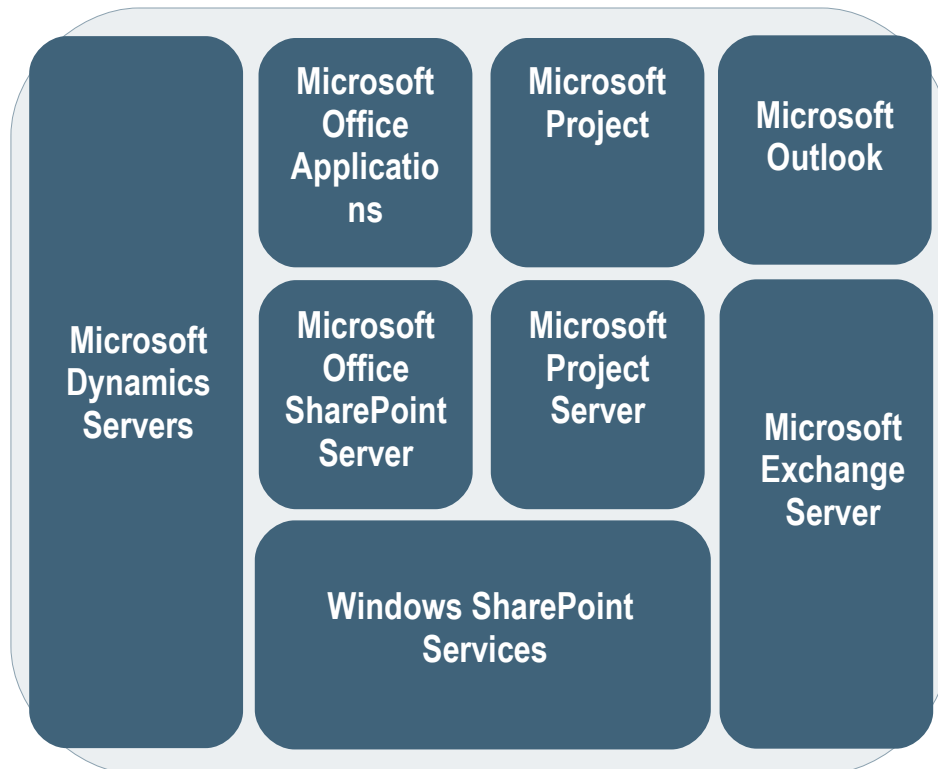 Microsoft
Office
Applicatio
ns
Microsoft
Project
Microsoft
Outlook
Microsoft
Dynamics
Servers
Microsoft
Office
SharePoint
Server
Microsoft
Project
Server
Microsoft
Exchange
Server
Windows SharePoint
Services